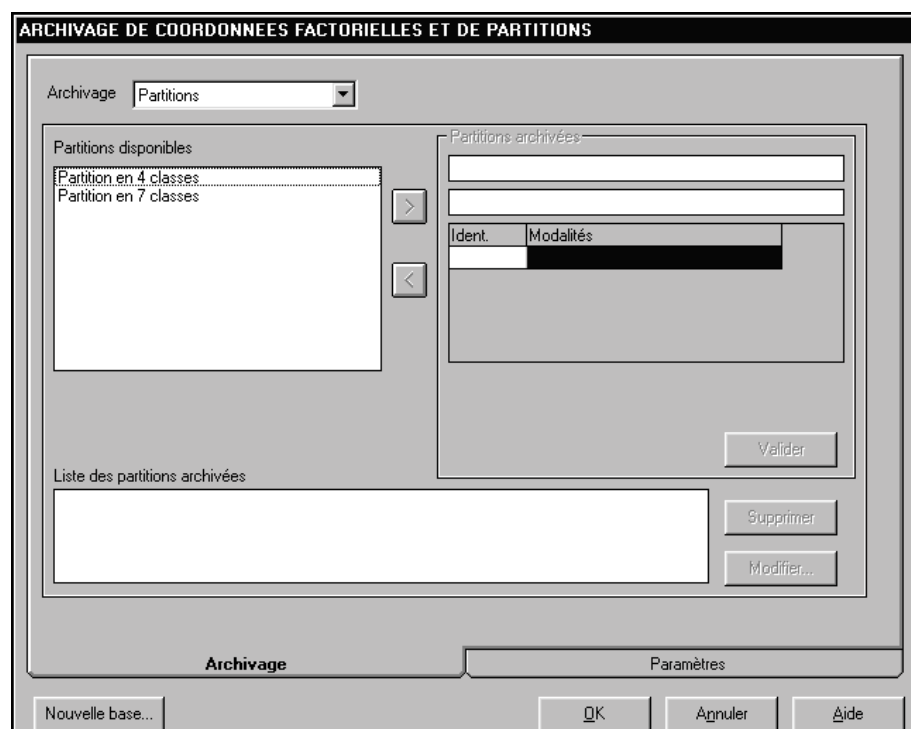 ARCHIVAGE DE COORDONNEES FACTORIELLES ET DE PARTITIONS
Archivage
Partitions
Partitions disponibles
Partition en 4 classes
Partition en 7 classes
>
<
Partitions archivées
Ident.
Modalités
Valider
Liste des partitions archivées
Supprimer
Modifier...
Archivage
Paramètres
Nouvelle base...
OK
Annuler
Aide